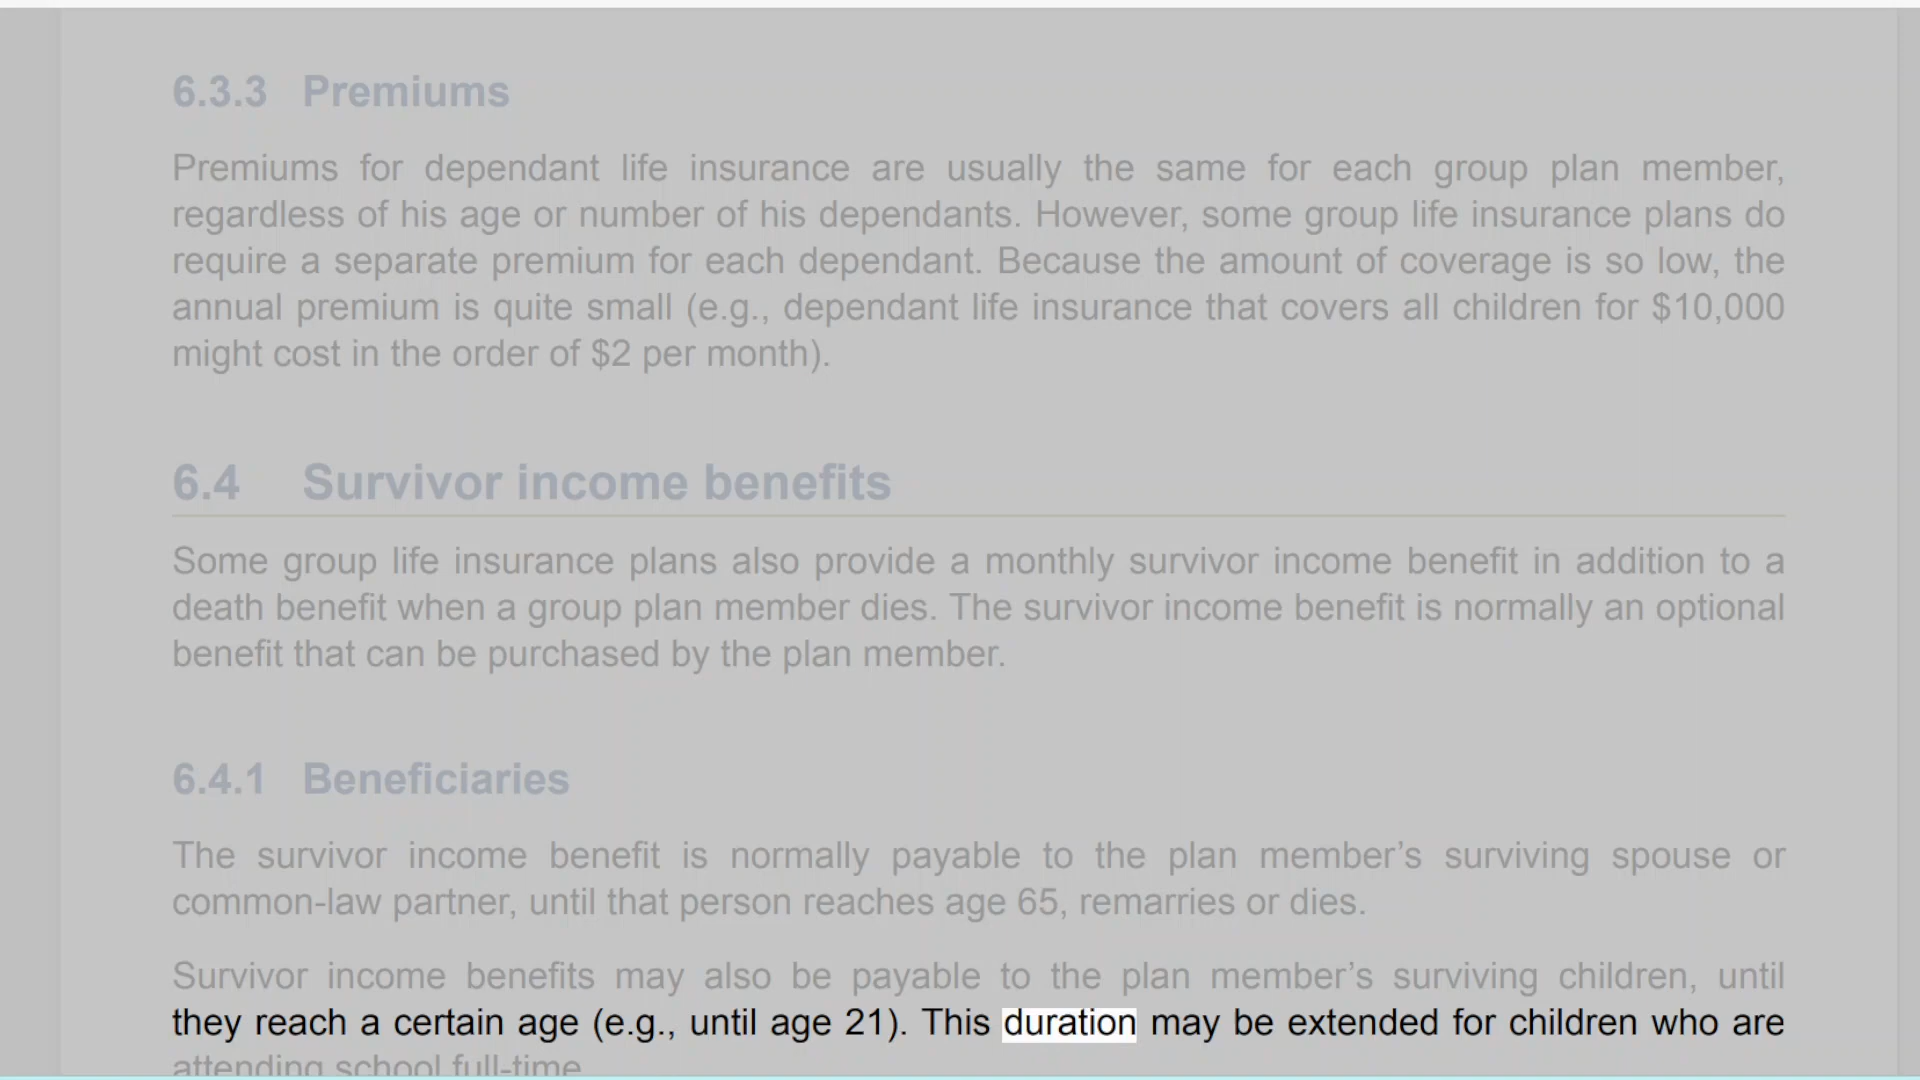 6.3.3 Premiums
Premiums for dependant life insurance are usually the same for each group plan member,
regardless of his age or number of his dependants. However, some group life insurance plans do
require a separate premium for each dependant. Because the amount of coverage is so low, the
annual premium is quite small (e.g., dependant life insurance that covers all children for $10,000
might cost in the order of $2 per month).
6.4 Survivor income benefits
Some group life insurance plans also provide a monthly survivor income benefit in addition to a
death benefit when a group plan member dies. The survivor income benefit is normally an optional
benefit that can be purchased by the plan member.
6.4.1 Beneficiaries
The survivor income benefit is normally payable to the plan member’s surviving spouse or
common-law partner, until that person reaches age 65, remarries or dies.
Survivor income benefits may also be payable to the plan member’s surviving children, until
they reach a certain age (e.g., until age 21). This duration may be extended for children who are
attending school full-time